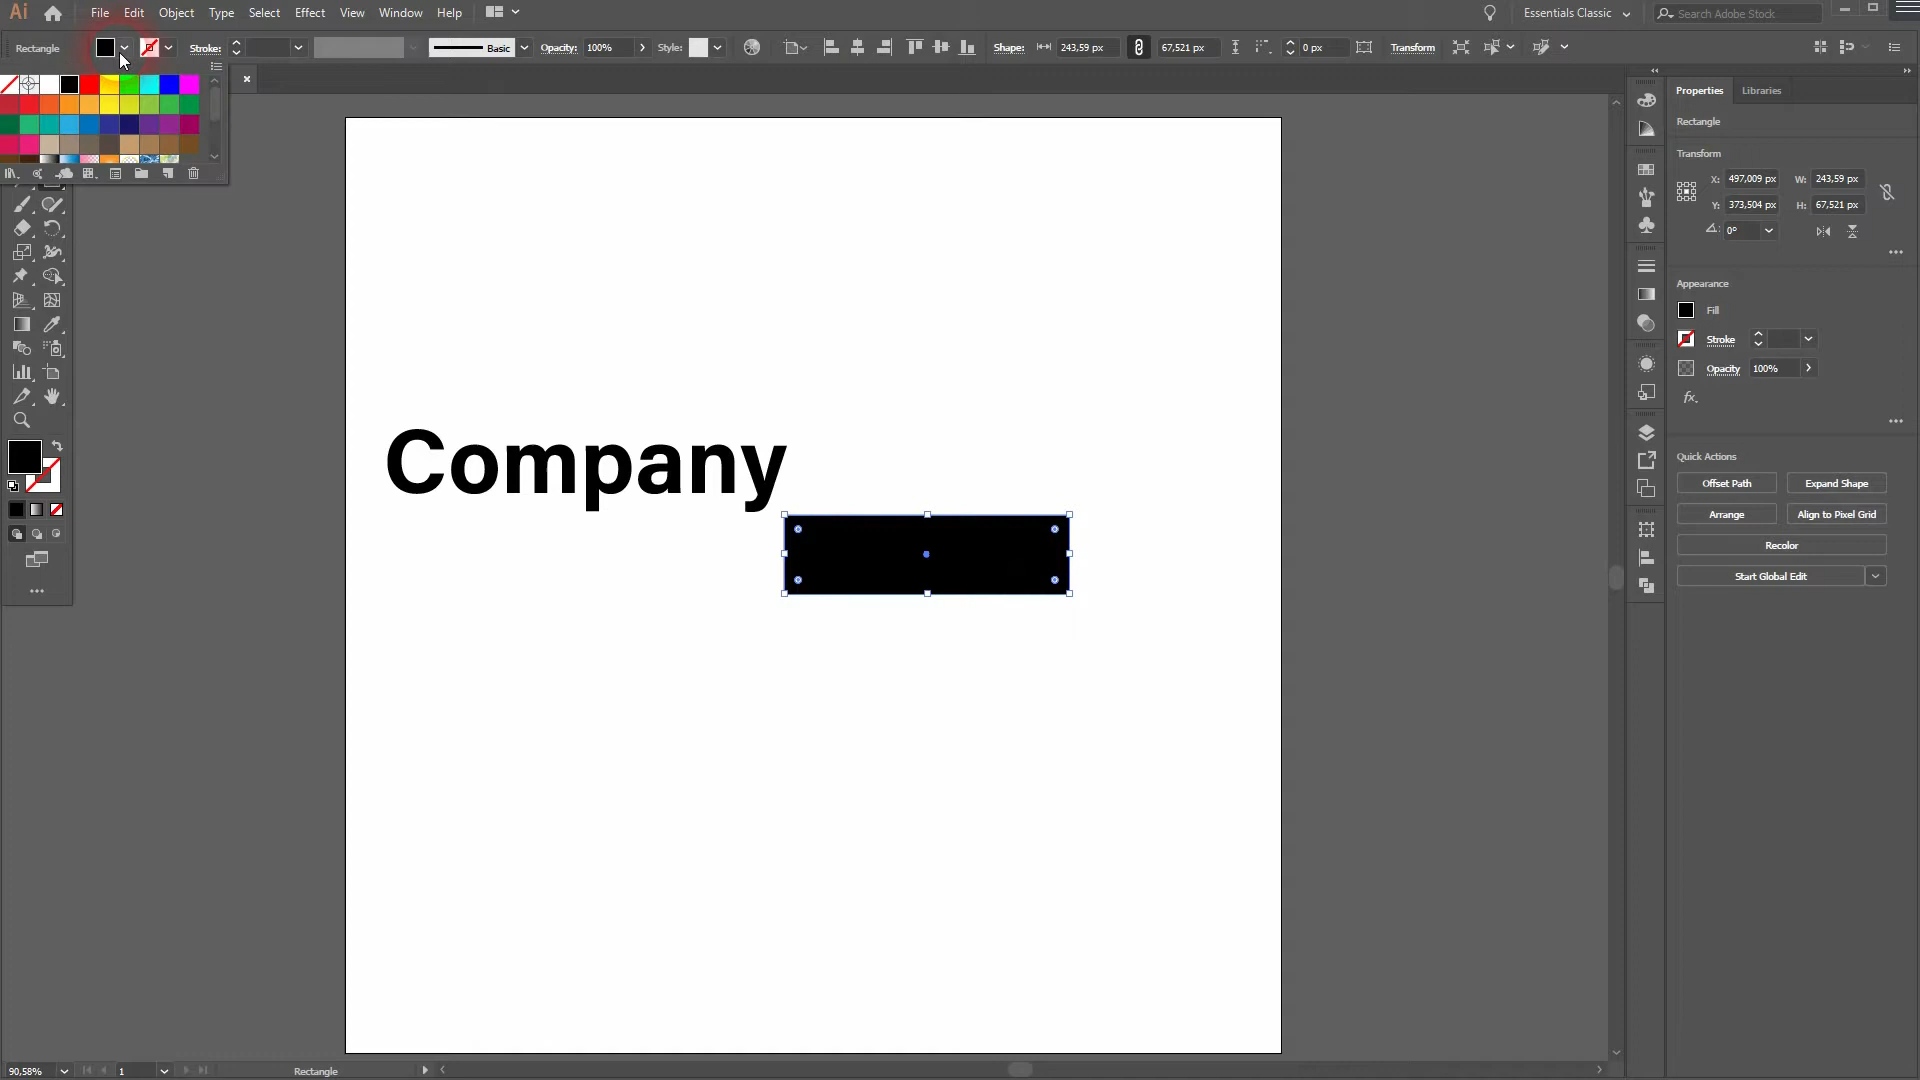 Ai File Edit Object Type Select Effect View Window Help Essentials Classic Search Adobe Stock
Rectangle Stroke: Basic Opacity: 100% Style: Shape: 243,59 px 67,521 px 0 px Transform
Properties Libraries
Rectangle
Transform
X: 497,009 px W: 243,59 px
Y: 373,504 px H: 67,521 px
0°
Appearance
Fill
Stroke
Opacity 100%
fx.
Quick Actions
Offset Path Expand Shape
Arrange Align to Pixel Grid
Recolor
Start Global Edit
Company
90,58% 1 Rectangle